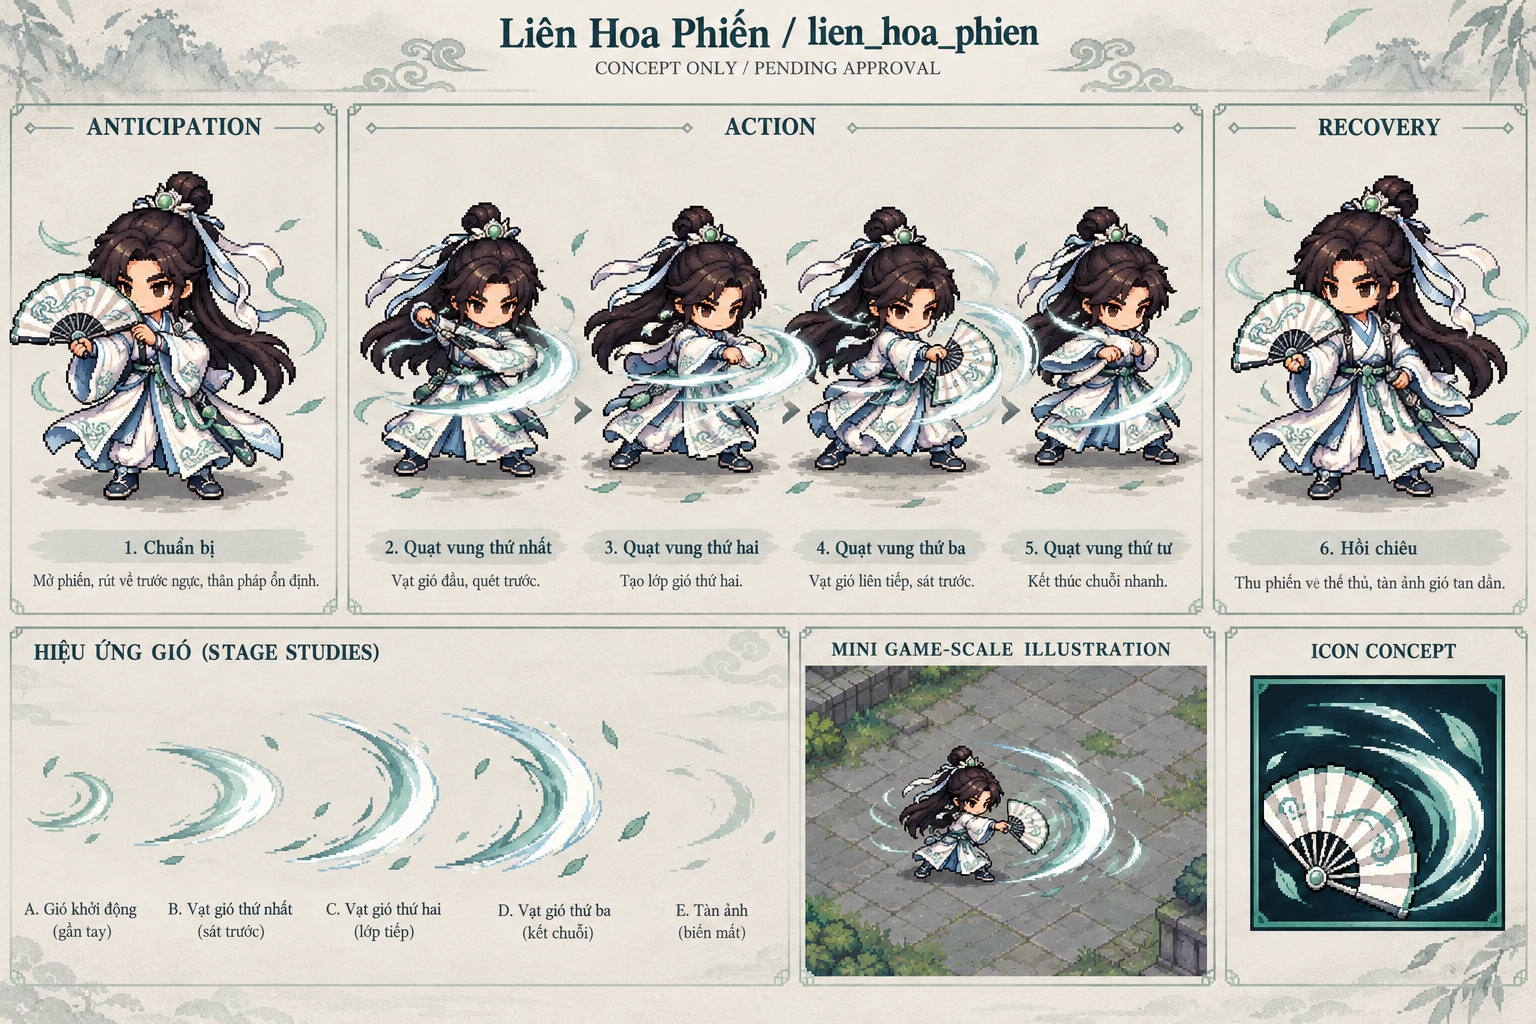 Liên Hoa Phiến / lien_hoa_phien
CONCEPT ONLY / PENDING APPROVAL
ANTICIPATION
1. Chuẩn bị
Mở phiến, rút về trước ngực, thân pháp ổn định.
ACTION
2. Quạt vung thứ nhất
Vạt gió đầu, quét trước.
3. Quạt vung thứ hai
Tạo lớp gió thứ hai.
4. Quạt vung thứ ba
Vạt gió liên tiếp, sát trước.
5. Quạt vung thứ tư
Kết thúc chuỗi nhanh.
RECOVERY
6. Hồi chiêu
Thu phiến về thế thủ, tàn ảnh gió tan dần.
HIỆU ỨNG GIÓ (STAGE STUDIES)
A. Gió khởi động
(gần tay)
B. Vạt gió thứ nhất
(sát trước)
C. Vạt gió thứ hai
(lớp tiếp)
D. Vạt gió thứ ba
(kết chuỗi)
E. Tàn ảnh
(biến mất)
MINI GAME-SCALE ILLUSTRATION
ICON CONCEPT